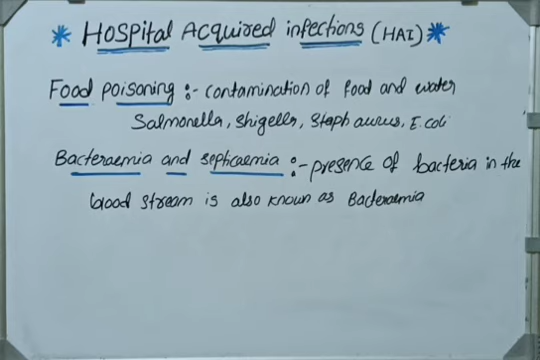 * Hospital Acquired infections (HAI) *
Food poisoning :- contamination of food and water
Salmonella, Shigella, Staph aurus, E.coli
Bacteraemia and septicaemia :- presence of bacteria in the
blood stream is also known as Bacteraemia